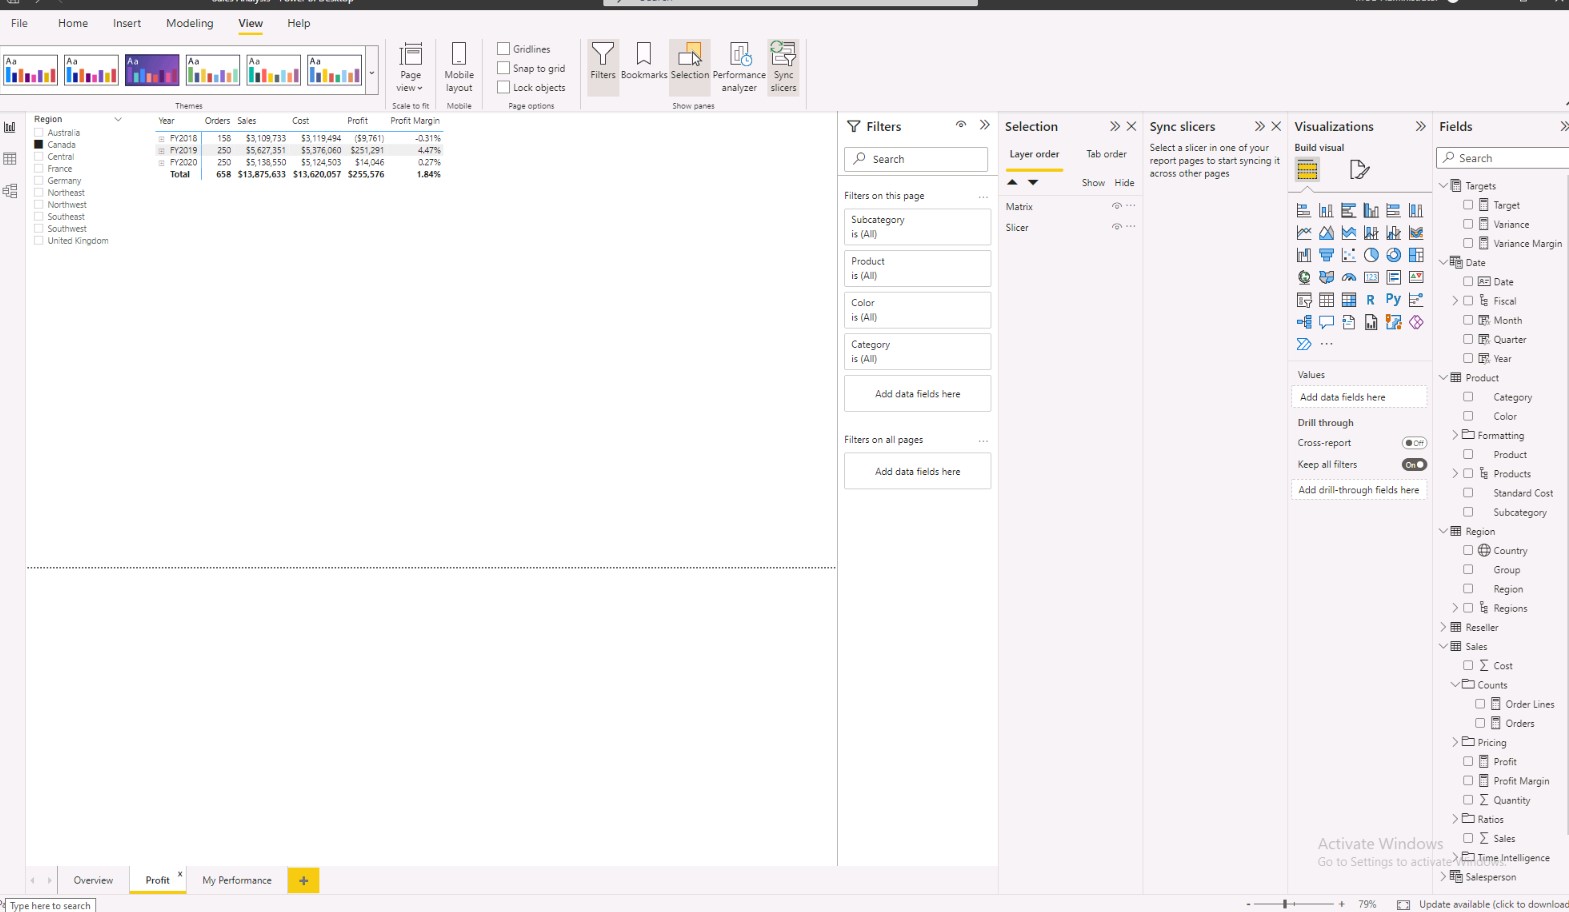 File Home Insert Modeling View Help
Aa Aa Aa Aa Aa Aa
Page view
Mobile layout
Gridlines
Snap to grid
Lock objects
Filters Bookmarks Selection Performance analyzer Sync slicers
Themes Scale to fit Mobile Page options Show panes
Region
Australia
Canada
Central
France
Germany
Northeast
Northwest
Southeast
Southwest
United Kingdom
Year Orders Sales Cost Profit Profit Margin
FY2018 158 $3,109,733 $3,119,494 ($9,761) -0.31%
FY2019 250 $5,627,351 $5,376,060 $251,291 4.47%
FY2020 250 $5,138,550 $5,124,503 $14,046 0.27%
Total 658 $13,875,633 $13,620,057 $255,576 1.84%
Filters
Search
Filters on this page ...
Subcategory
is (All)
Product
is (All)
Color
is (All)
Category
is (All)
Add data fields here
Filters on all pages ...
Add data fields here
Selection
Layer order Tab order
Show Hide
Matrix
Slicer
Sync slicers
Select a slicer in one of your
report pages to start syncing it
across other pages
Visualizations
Build visual
123
R Py
...
Values
Add data fields here
Drill through
Cross-report Off
Keep all filters On
Add drill-through fields here
Fields
Search
Targets
Target
Variance
Variance Margin
Date
Date
Fiscal
Month
Quarter
Year
Product
Category
Color
Formatting
Product
Products
Standard Cost
Subcategory
Region
Country
Group
Region
Regions
Reseller
Sales
Cost
Counts
Order Lines
Orders
Pricing
Profit
Profit Margin
Quantity
Ratios
Sales
Time Intelligence
Salesperson
Activate Windows
Go to Settings to activate Windows.
Overview Profit x My Performance +
Type here to search
- + 79% Update available (click to download